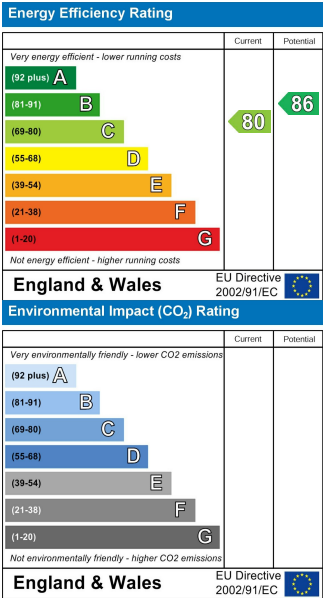 Energy Efficiency Rating
Current Potential
Very energy efficient - lower running costs
(92 plus) A
(81-91) B
(69-80) C
(55-68) D
(39-54) E
(21-38) F
(1-20) G
80
86
Not energy efficient - higher running costs
England & Wales
EU Directive
2002/91/EC
Environmental Impact (CO₂) Rating
Current Potential
Very environmentally friendly - lower CO2 emissions
(92 plus) A
(81-91) B
(69-80) C
(55-68) D
(39-54) E
(21-38) F
(1-20) G
Not environmentally friendly - higher CO2 emissions
England & Wales
EU Directive
2002/91/EC